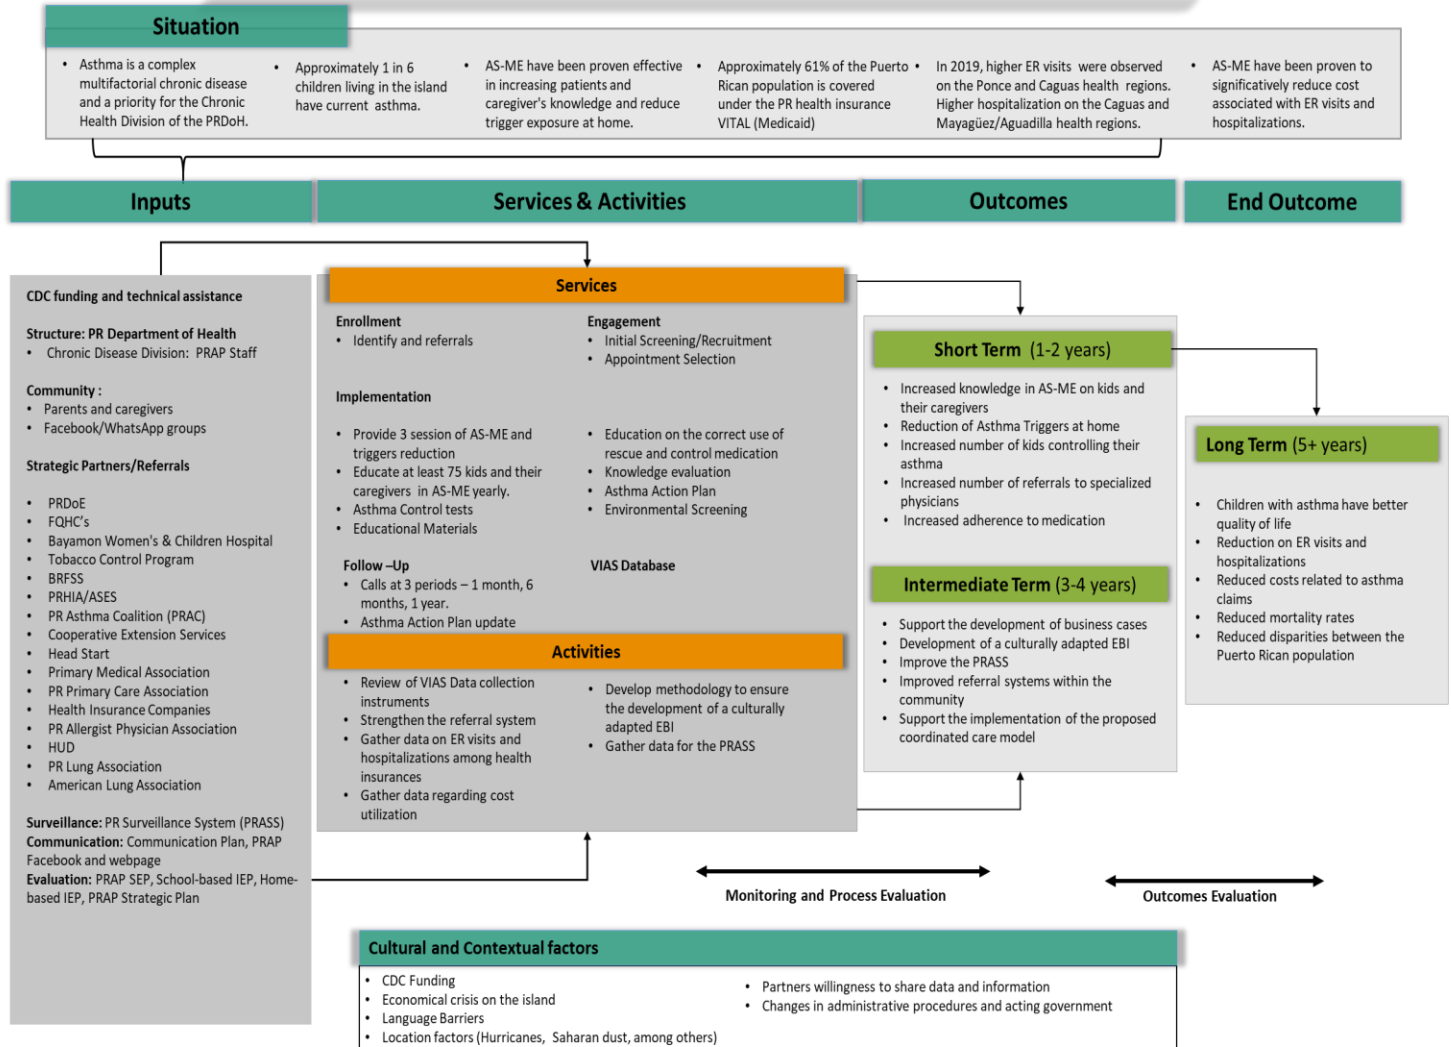 Situation
• Asthma is a complex
multifactorial chronic disease
and a priority for the Chronic
Health Division of the PRDoH.
• Approximately 1 in 6
children living in the island
have current asthma.
• AS-ME have been proven effective
in increasing patients and
caregiver's knowledge and reduce
trigger exposure at home.
• Approximately 61% of the Puerto
Rican population is covered
under the PR health insurance
VITAL (Medicaid)
• In 2019, higher ER visits were observed
on the Ponce and Caguas health regions.
Higher hospitalization on the Caguas and
Mayagüez/Aguadilla health regions.
• AS-ME have been proven to
significantly reduce cost
associated with ER visits and
hospitalizations.
Inputs
Services & Activities
Outcomes
End Outcome
CDC funding and technical assistance
Structure: PR Department of Health
• Chronic Disease Division: PRAP Staff
Community :
• Parents and caregivers
• Facebook/WhatsApp groups
Strategic Partners/Referrals
• PRDoE
• FQHC's
• Bayamon Women's & Children Hospital
• Tobacco Control Program
• BRFSS
• PRHIA/ASES
• PR Asthma Coalition (PRAC)
• Cooperative Extension Services
• Head Start
• Primary Medical Association
• PR Primary Care Association
• Health Insurance Companies
• PR Allergist Physician Association
• HUD
• PR Lung Association
• American Lung Association
Surveillance: PR Surveillance System (PRASS)
Communication: Communication Plan, PRAP
Facebook and webpage
Evaluation: PRAP SEP, School-based IEP, Home-
based IEP, PRAP Strategic Plan
Services
Enrollment
• Identify and referrals
Engagement
• Initial Screening/Recruitment
• Appointment Selection
Implementation
• Provide 3 session of AS-ME and
triggers reduction
• Educate at least 75 kids and their
caregivers in AS-ME yearly.
• Asthma Control tests
• Educational Materials
• Education on the correct use of
rescue and control medication
• Knowledge evaluation
• Asthma Action Plan
• Environmental Screening
Follow –Up
• Calls at 3 periods – 1 month, 6
months, 1 year.
• Asthma Action Plan update
VIAS Database
Activities
• Review of VIAS Data collection
instruments
• Strengthen the referral system
• Gather data on ER visits and
hospitalizations among health
insurances
• Gather data regarding cost
utilization
• Develop methodology to ensure
the development of a culturally
adapted EBI
• Gather data for the PRASS
Short Term (1-2 years)
• Increased knowledge in AS-ME on kids and
their caregivers
• Reduction of Asthma Triggers at home
• Increased number of kids controlling their
asthma
• Increased number of referrals to specialized
physicians
• Increased adherence to medication
Intermediate Term (3-4 years)
• Support the development of business cases
• Development of a culturally adapted EBI
• Improve the PRASS
• Improved referral systems within the
community
• Support the implementation of the proposed
coordinated care model
Long Term (5+ years)
• Children with asthma have better
quality of life
• Reduction on ER visits and
hospitalizations
• Reduced costs related to asthma
claims
• Reduced mortality rates
• Reduced disparities between the
Puerto Rican population
Monitoring and Process Evaluation
Outcomes Evaluation
Cultural and Contextual factors
• CDC Funding
• Economical crisis on the island
• Language Barriers
• Location factors (Hurricanes, Saharan dust, among others)
• Partners willingness to share data and information
• Changes in administrative procedures and acting government